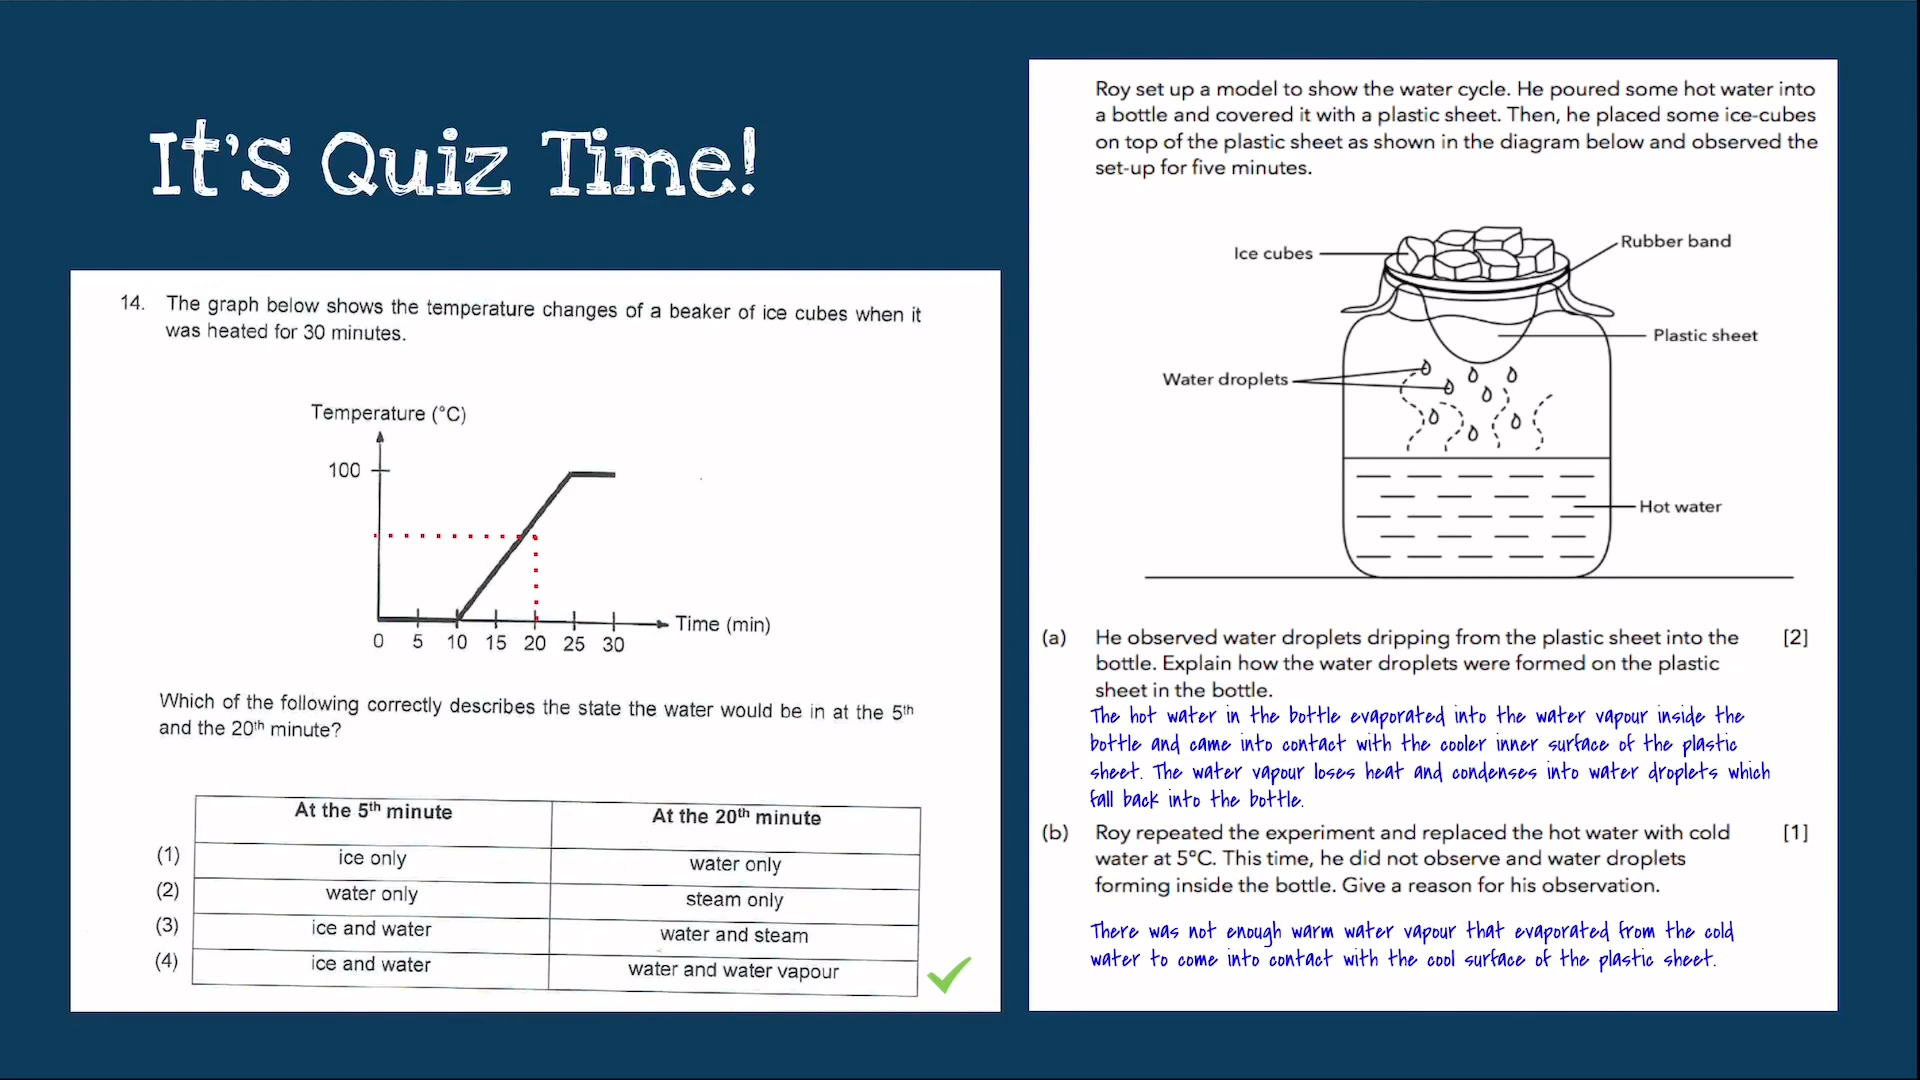 It's Quiz Time!
14. The graph below shows the temperature changes of a beaker of ice cubes when it
was heated for 30 minutes.
Temperature (°C)
100
Time (min)
0 5 10 15 20 25 30
Which of the following correctly describes the state the water would be in at the 5th
and the 20th minute?
At the 5th minute At the 20th minute
(1) ice only water only
(2) water only steam only
(3) ice and water water and steam
(4) ice and water water and water vapour
Roy set up a model to show the water cycle. He poured some hot water into
a bottle and covered it with a plastic sheet. Then, he placed some ice-cubes
on top of the plastic sheet as shown in the diagram below and observed the
set-up for five minutes.
Ice cubes
Rubber band
Plastic sheet
Water droplets
Hot water
(a) He observed water droplets dripping from the plastic sheet into the [2]
bottle. Explain how the water droplets were formed on the plastic
sheet in the bottle.
The hot water in the bottle evaporated into the water vapour inside the
bottle and came into contact with the cooler inner surface of the plastic
sheet. The water vapour loses heat and condenses into water droplets which
fall back into the bottle.
(b) Roy repeated the experiment and replaced the hot water with cold [1]
water at 5°C. This time, he did not observe and water droplets
forming inside the bottle. Give a reason for his observation.
There was not enough warm water vapour that evaporated from the cold
water to come into contact with the cool surface of the plastic sheet.